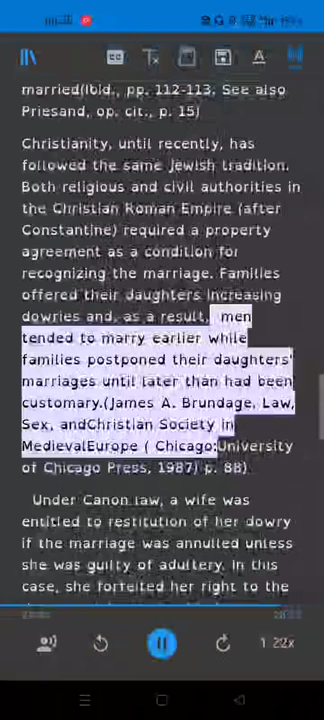 married(Ibid., pp. 112-113. See also
Priesand, op. cit., p. 15)
Christianity, until recently, has
followed the same Jewish tradition.
Both religious and civil authorities in
the Christian Roman Empire (after
Constantine) required a property
agreement as a condition for
recognizing the marriage. Families
offered their daughters increasing
dowries and, as a result, men
tended to marry earlier while
families postponed their daughters'
marriages until later than had been
customary.(James A. Brundage, Law,
Sex, andChristian Society in
MedievalEurope ( Chicago:University
of Chicago Press, 1987) p. 88)
Under Canon law, a wife was
entitled to restitution of her dowry
if the marriage was annulled unless
she was guilty of adultery. In this
case, she forfeited her right to the